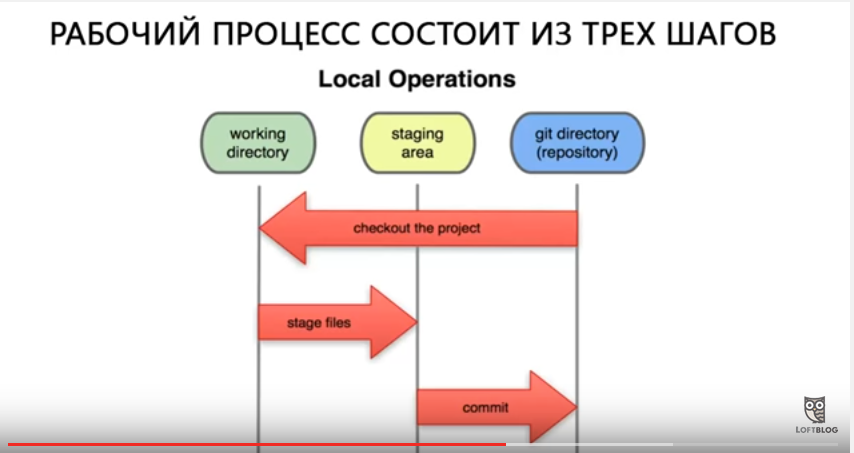 РАБОЧИЙ ПРОЦЕСС СОСТОИТ ИЗ ТРЕХ ШАГОВ
Local Operations
working
directory
staging
area
git directory
(repository)
checkout the project
stage files
commit
LOFTBLOG